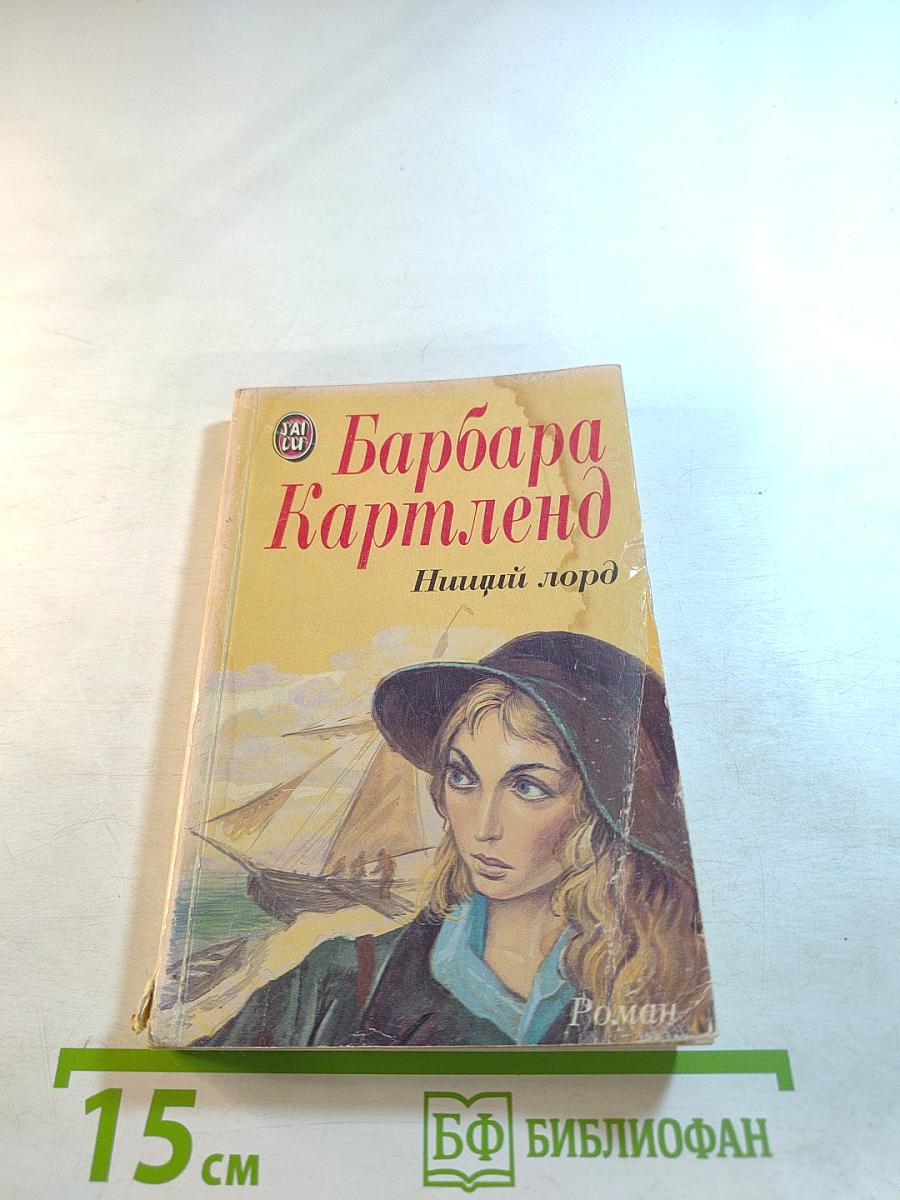 J'AI
LU
Барбара
Картленд
Нищий лорд
Роман
15 см
БФ БИБЛИОФАН